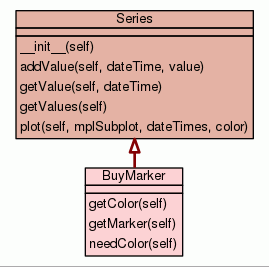 Series
__init__(self)
addValue(self, dateTime, value)
getValue(self, dateTime)
getValues(self)
plot(self, mplSubplot, dateTimes, color)
BuyMarker
getColor(self)
getMarker(self)
needColor(self)